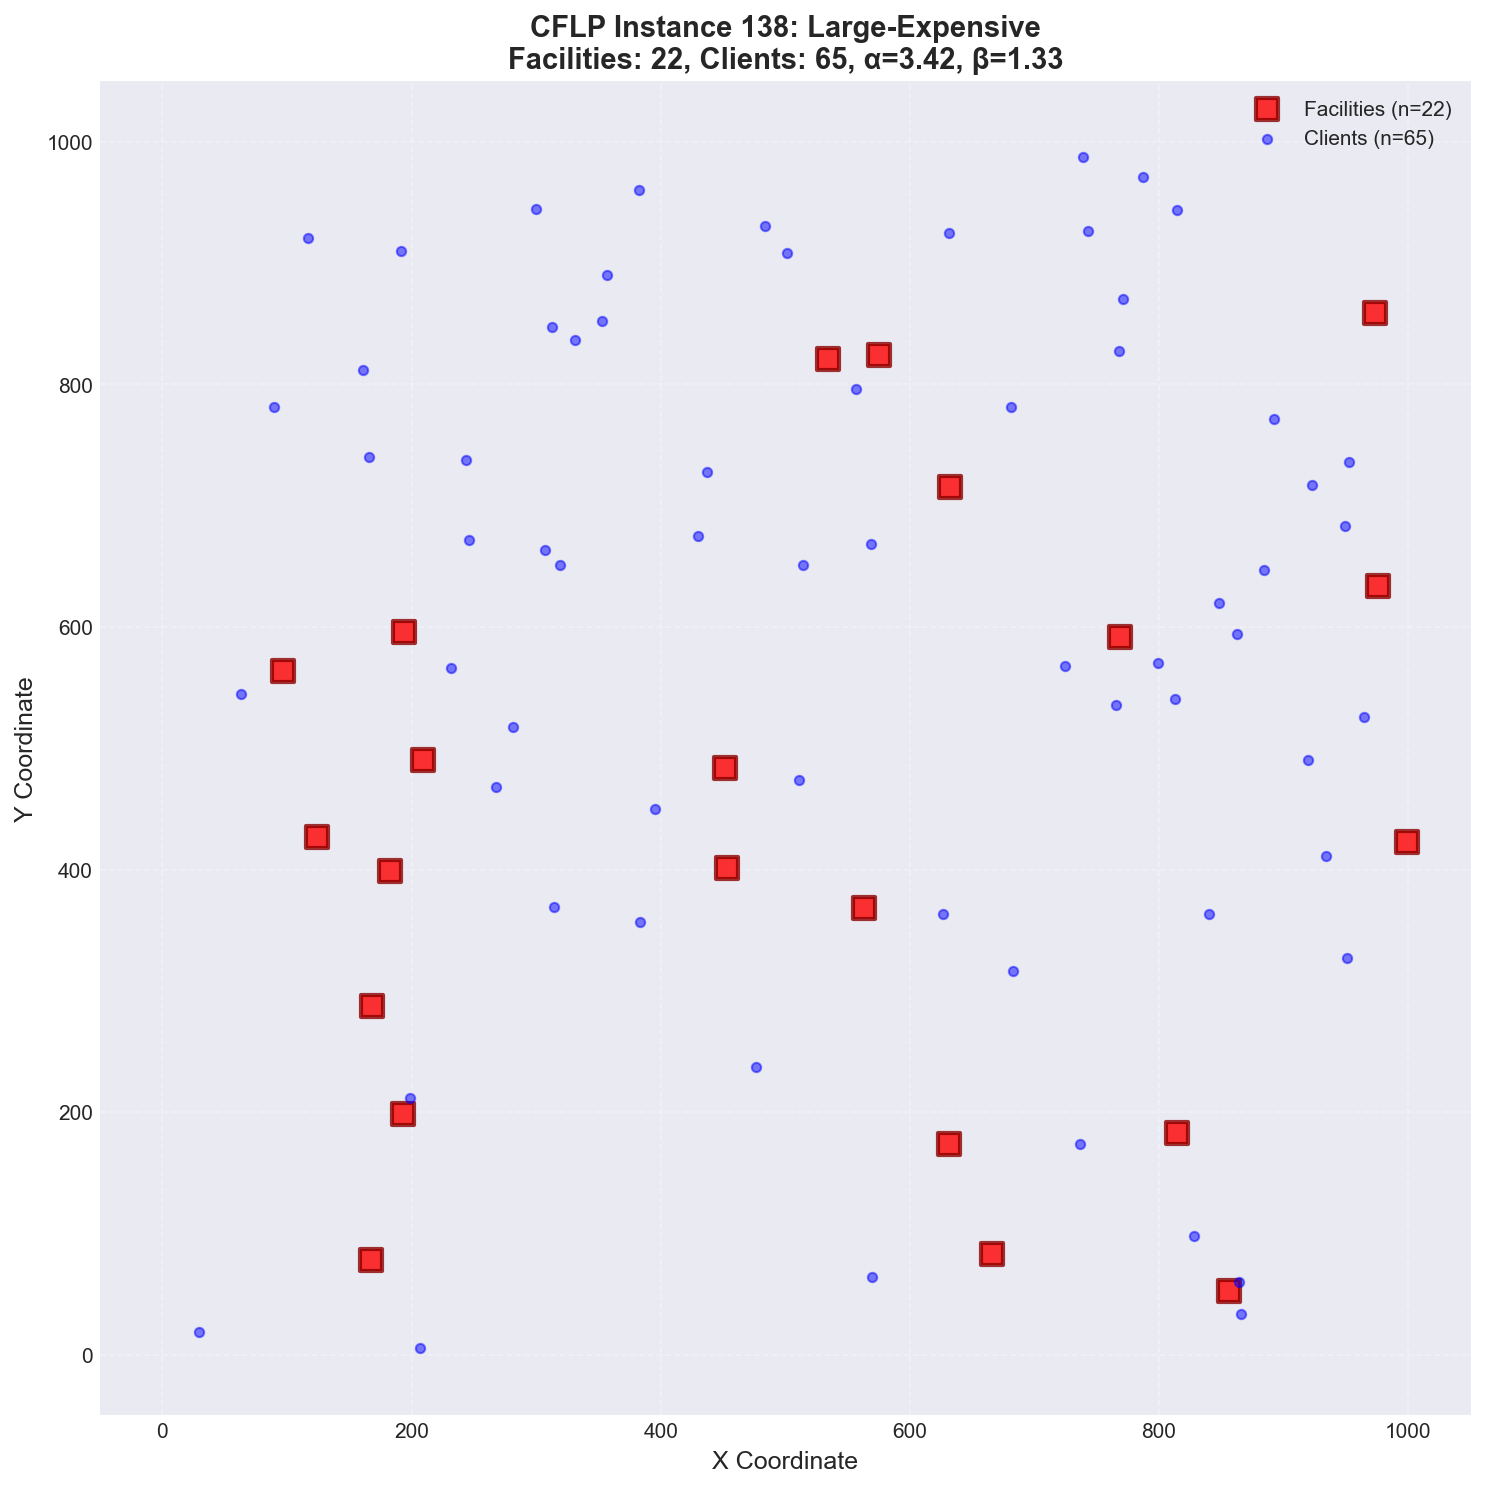 CFLP Instance 138: Large-Expensive
Facilities: 22, Clients: 65, α=3.42, β=1.33
Facilities (n=22)
Clients (n=65)
1000
800
600
400
200
0
Y Coordinate
0 200 400 600 800 1000
X Coordinate